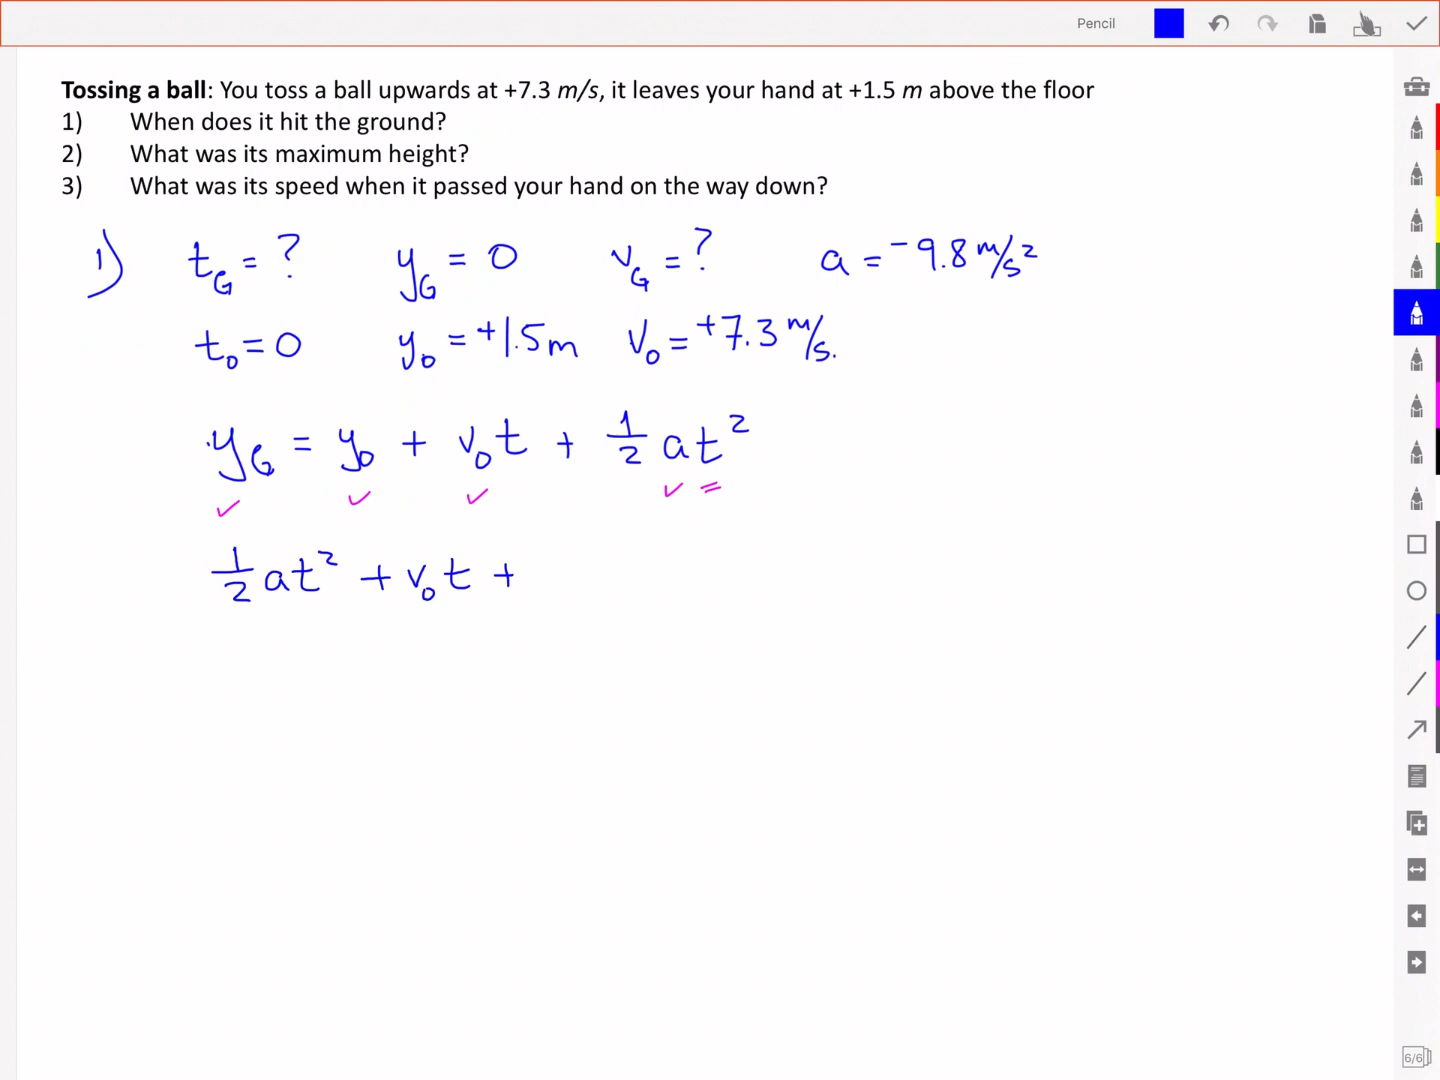 Pencil
Tossing a ball: You toss a ball upwards at +7.3 m/s, it leaves your hand at +1.5 m above the floor
1) When does it hit the ground?
2) What was its maximum height?
3) What was its speed when it passed your hand on the way down?
1) t_G = ? y_G = 0 v_G = ? a = -9.8 m/s²
t_0 = 0 y_0 = +1.5 m v_0 = +7.3 m/s.
y_G = y_0 + v_0 t + 1/2 at²
1/2 at² + v_0 t +
6/6